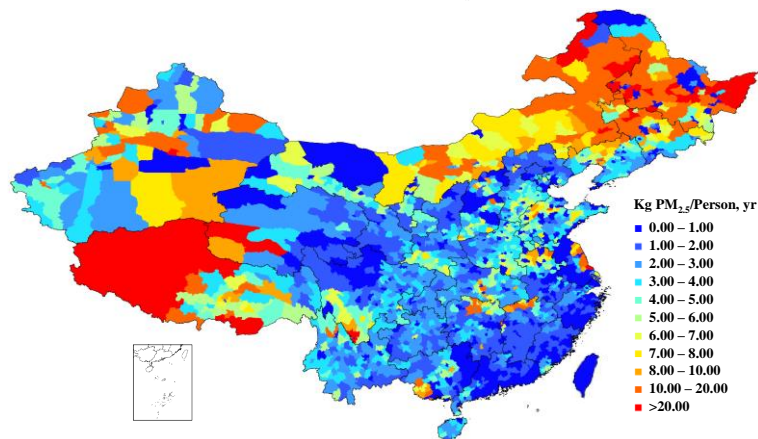 Kg PM₂.₅/Person, yr
0.00 – 1.00
1.00 – 2.00
2.00 – 3.00
3.00 – 4.00
4.00 – 5.00
5.00 – 6.00
6.00 – 7.00
7.00 – 8.00
8.00 – 10.00
10.00 – 20.00
>20.00